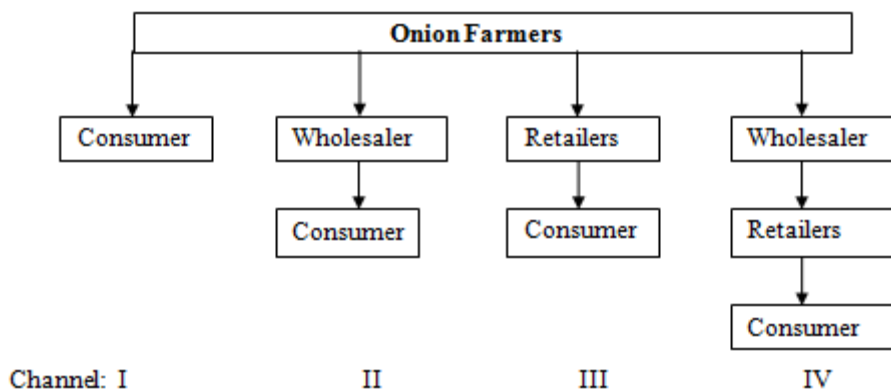 Onion Farmers
Consumer Wholesaler Retailers Wholesaler
Consumer Consumer Retailers
Consumer
Channel: I II III IV